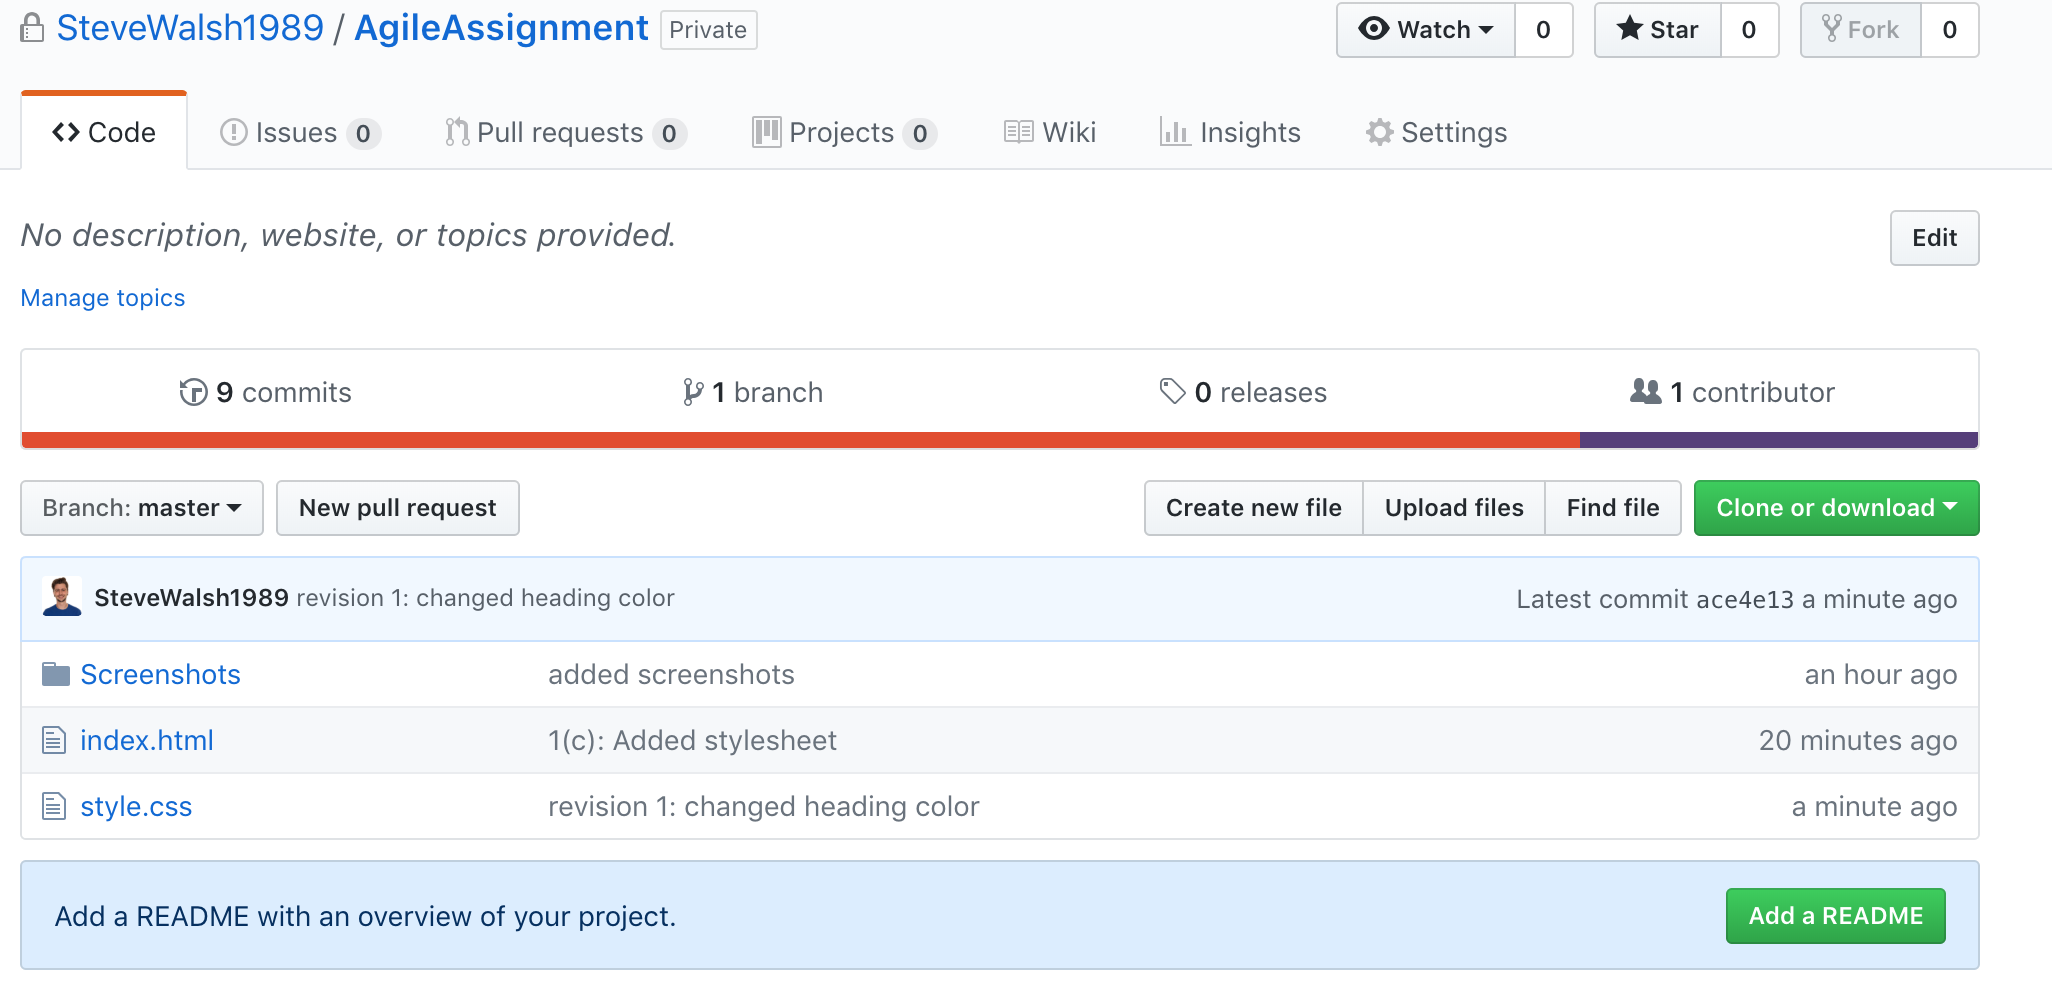 SteveWalsh1989 / AgileAssignment Private Watch 0 Star 0 Fork 0
Code Issues 0 Pull requests 0 Projects 0 Wiki Insights Settings
No description, website, or topics provided. Edit
Manage topics
9 commits 1 branch 0 releases 1 contributor
Branch: master New pull request Create new file Upload files Find file Clone or download
SteveWalsh1989 revision 1: changed heading color Latest commit ace4e13 a minute ago
Screenshots added screenshots an hour ago
index.html 1(c): Added stylesheet 20 minutes ago
style.css revision 1: changed heading color a minute ago
Add a README with an overview of your project. Add a README